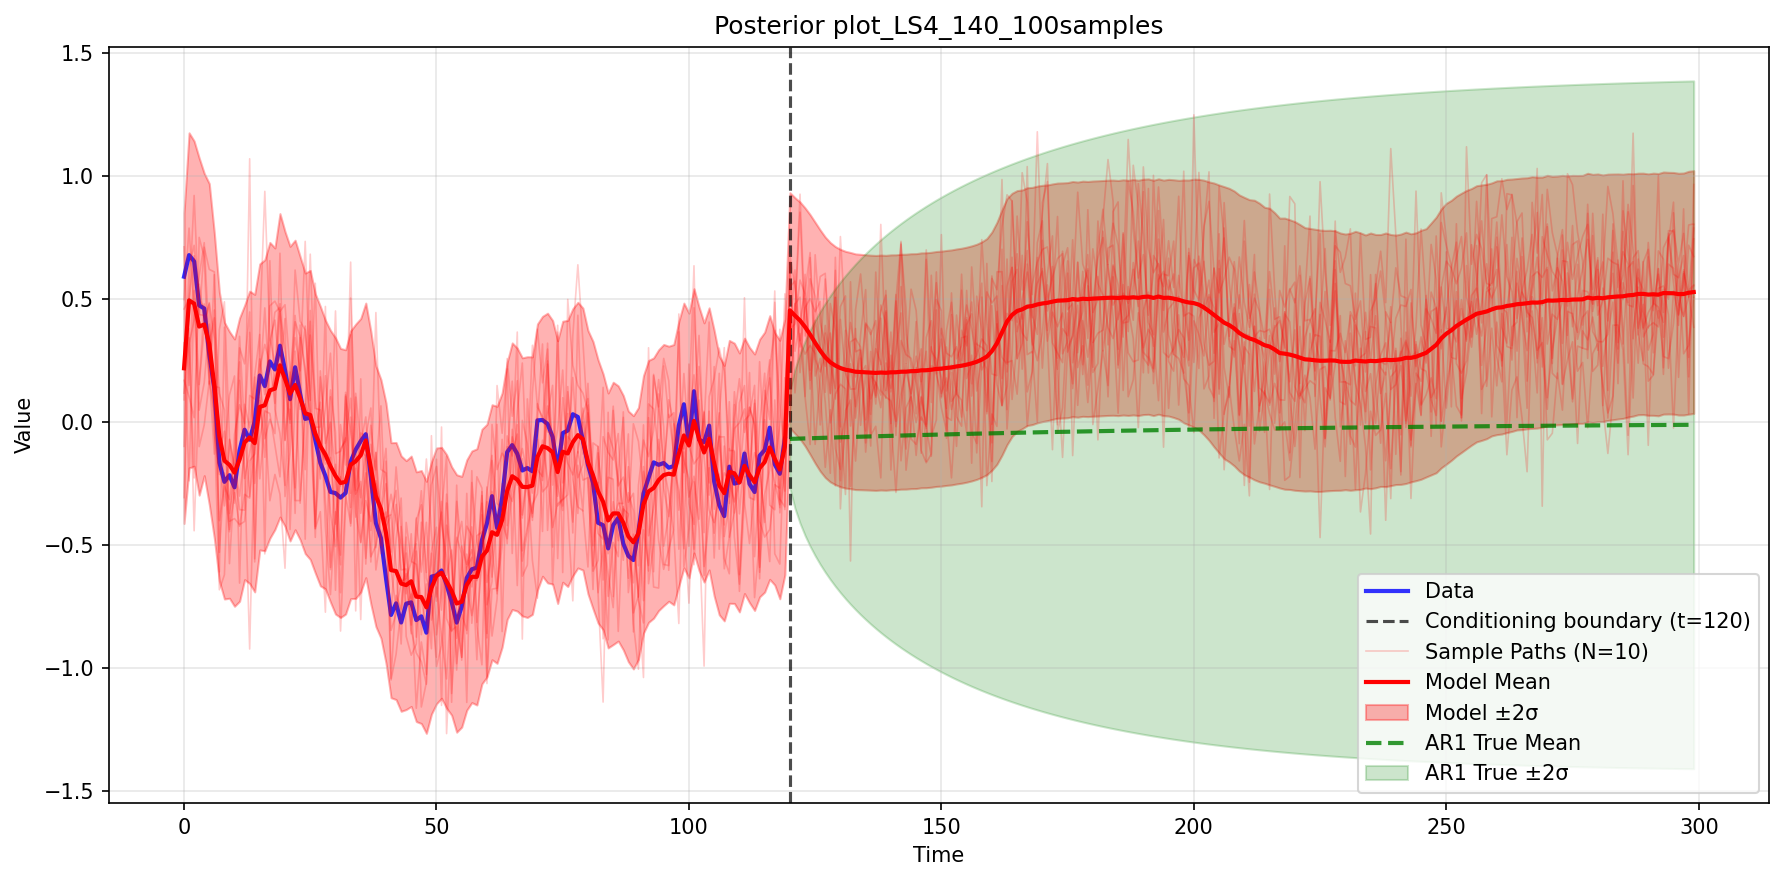 Posterior plot_LS4_140_100samples
Value
1.5
1.0
0.5
0.0
−0.5
−1.0
−1.5
Data
Conditioning boundary (t=120)
Sample Paths (N=10)
Model Mean
Model ±2σ
AR1 True Mean
AR1 True ±2σ
0 50 100 150 200 250 300
Time